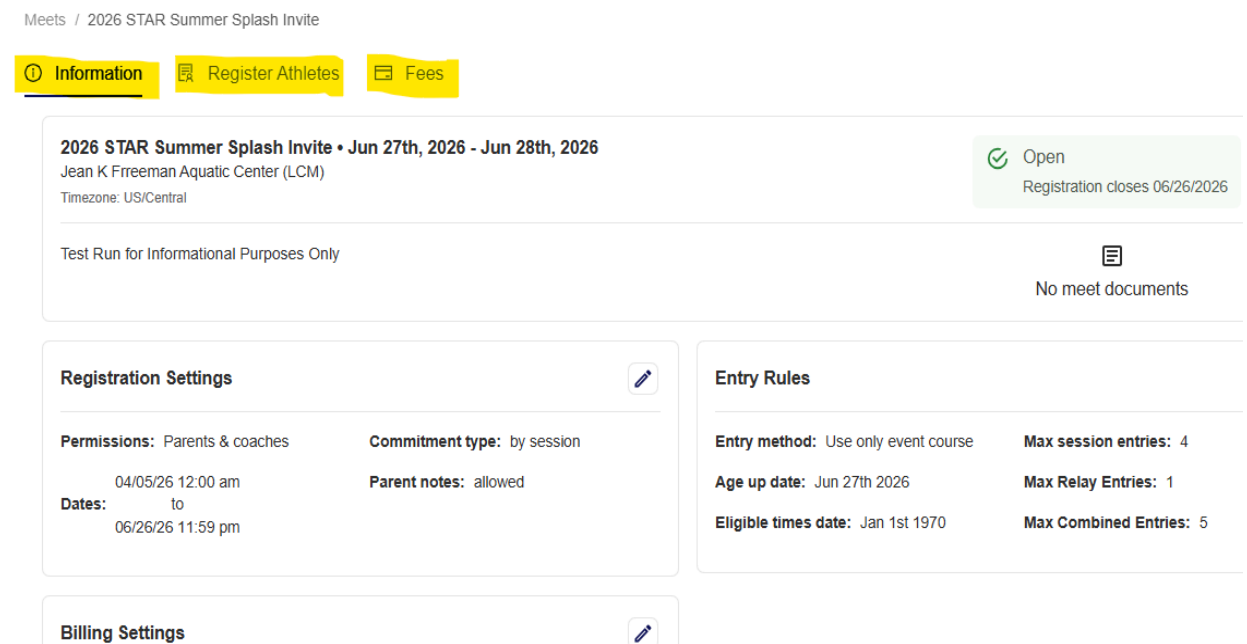 Meets / 2026 STAR Summer Splash Invite
Information Register Athletes Fees
2026 STAR Summer Splash Invite • Jun 27th, 2026 - Jun 28th, 2026
Jean K Frreeman Aquatic Center (LCM)
Timezone: US/Central
Open
Registration closes 06/26/2026
Test Run for Informational Purposes Only
No meet documents
Registration Settings
Permissions: Parents & coaches
Commitment type: by session
Dates: 04/05/26 12:00 am
to
06/26/26 11:59 pm
Parent notes: allowed
Entry Rules
Entry method: Use only event course
Max session entries: 4
Age up date: Jun 27th 2026
Max Relay Entries: 1
Eligible times date: Jan 1st 1970
Max Combined Entries: 5
Billing Settings